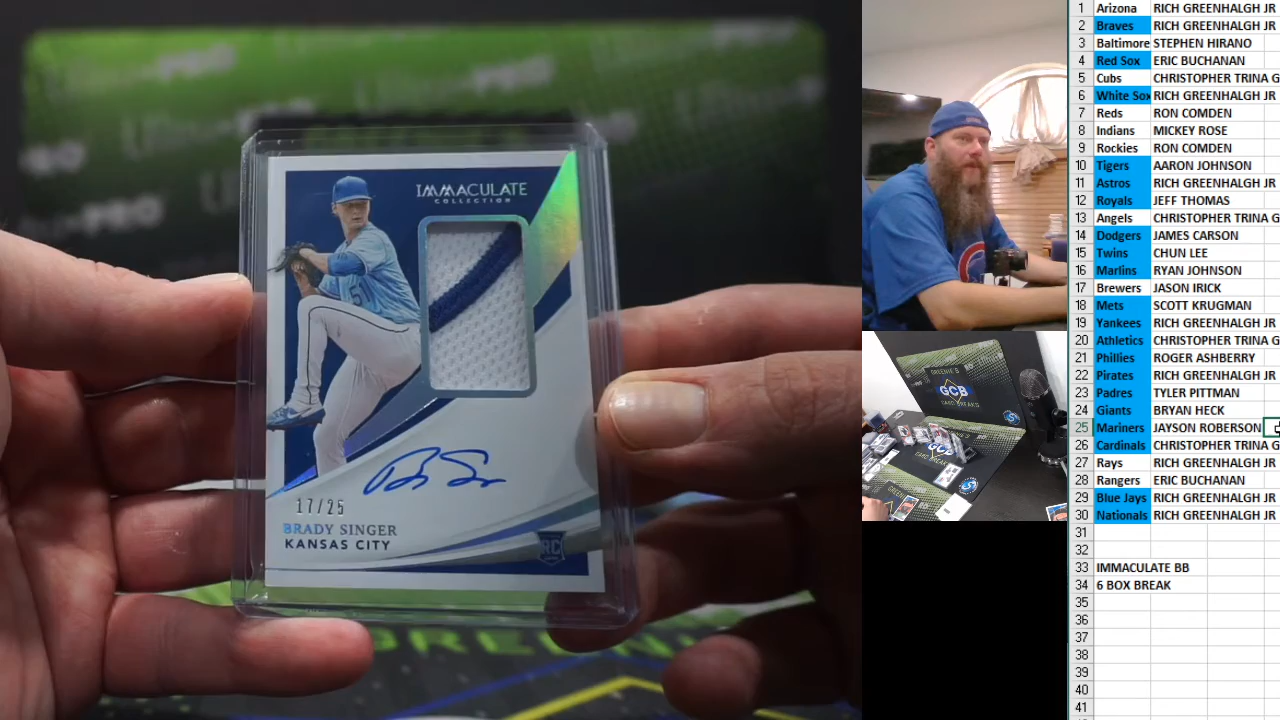 IMMACULATE
COLLECTION
51
17/25
BRADY SINGER
KANSAS CITY
RC
PRO
GREENIE'S
GCB
CARD BREAKS
1 Arizona RICH GREENHALGH JR
2 Braves RICH GREENHALGH JR
3 Baltimore STEPHEN HIRANO
4 Red Sox ERIC BUCHANAN
5 Cubs CHRISTOPHER TRINA G
6 White Sox RICH GREENHALGH JR
7 Reds RON COMDEN
8 Indians MICKEY ROSE
9 Rockies RON COMDEN
10 Tigers AARON JOHNSON
11 Astros RICH GREENHALGH JR
12 Royals JEFF THOMAS
13 Angels CHRISTOPHER TRINA G
14 Dodgers JAMES CARSON
15 Twins CHUN LEE
16 Marlins RYAN JOHNSON
17 Brewers JASON IRICK
18 Mets SCOTT KRUGMAN
19 Yankees RICH GREENHALGH JR
20 Athletics CHRISTOPHER TRINA G
21 Phillies ROGER ASHBERRY
22 Pirates RICH GREENHALGH JR
23 Padres TYLER PITTMAN
24 Giants BRYAN HECK
25 Mariners JAYSON ROBERSON
26 Cardinals CHRISTOPHER TRINA G
27 Rays RICH GREENHALGH JR
28 Rangers ERIC BUCHANAN
29 Blue Jays RICH GREENHALGH JR
30 Nationals RICH GREENHALGH JR
31
32
33 IMMACULATE BB
34 6 BOX BREAK
35
36
37
38
39
40
41